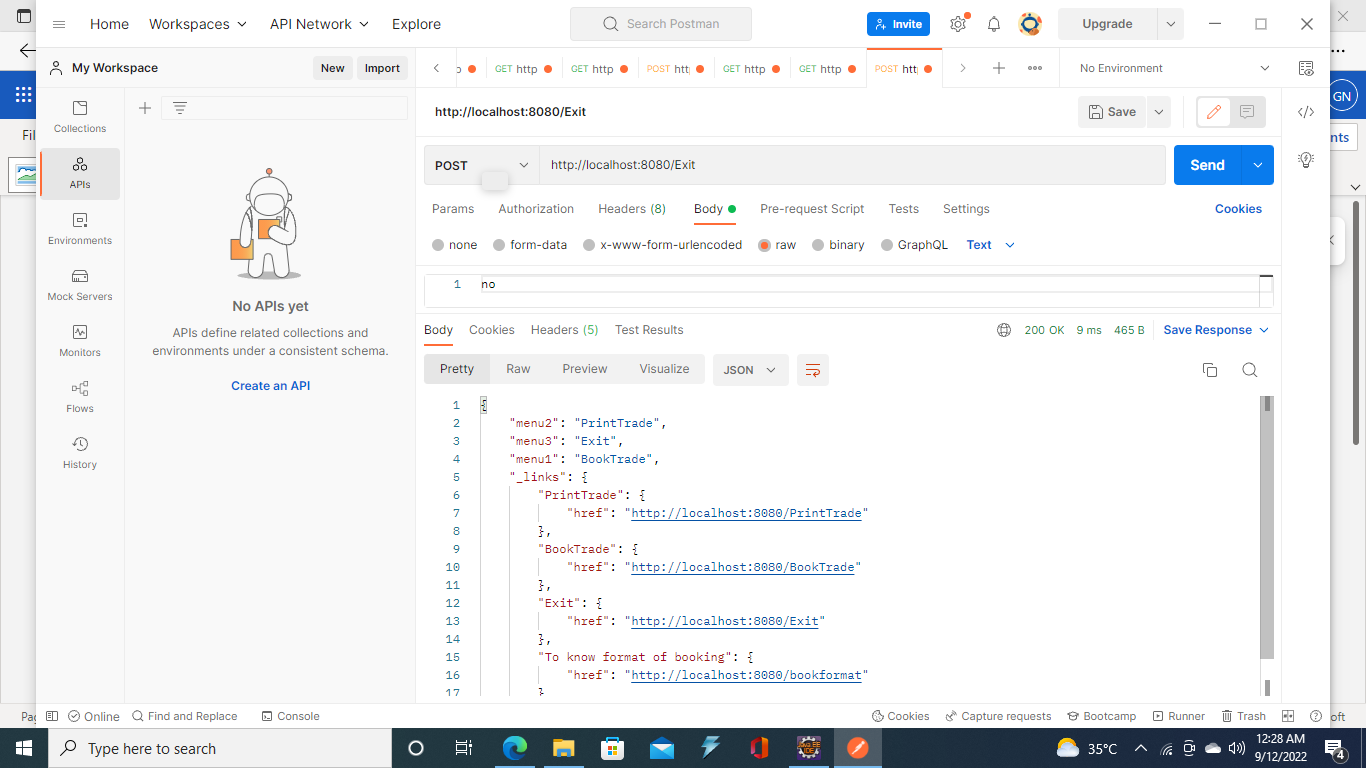 Home Workspaces API Network Explore Search Postman Invite Upgrade
My Workspace New Import GET http GET http POST GET http GET http POST No Environment
GN
http://localhost:8080/Exit Save
Collections
APIs
Environments
Mock Servers
Monitors
Flows
History
No APIs yet
APIs define related collections and
environments under a consistent schema.
Create an API
POST http://localhost:8080/Exit Send
Params Authorization Headers (8) Body Pre-request Script Tests Settings Cookies
none form-data x-www-form-urlencoded raw binary GraphQL Text
1 no
Body Cookies Headers (5) Test Results 200 OK 9 ms 465 B Save Response
Pretty Raw Preview Visualize JSON
1 {
2 "menu2": "PrintTrade",
3 "menu3": "Exit",
4 "menu1": "BookTrade",
5 "_links": {
6 "PrintTrade": {
7 "href": "http://localhost:8080/PrintTrade"
8 },
9 "BookTrade": {
10 "href": "http://localhost:8080/BookTrade"
11 },
12 "Exit": {
13 "href": "http://localhost:8080/Exit"
14 },
15 "To know format of booking": {
16 "href": "http://localhost:8080/bookformat"
17 }
Online Find and Replace Console Cookies Capture requests Bootcamp Runner Trash
Type here to search 35°C 12:28 AM
9/12/2022
4